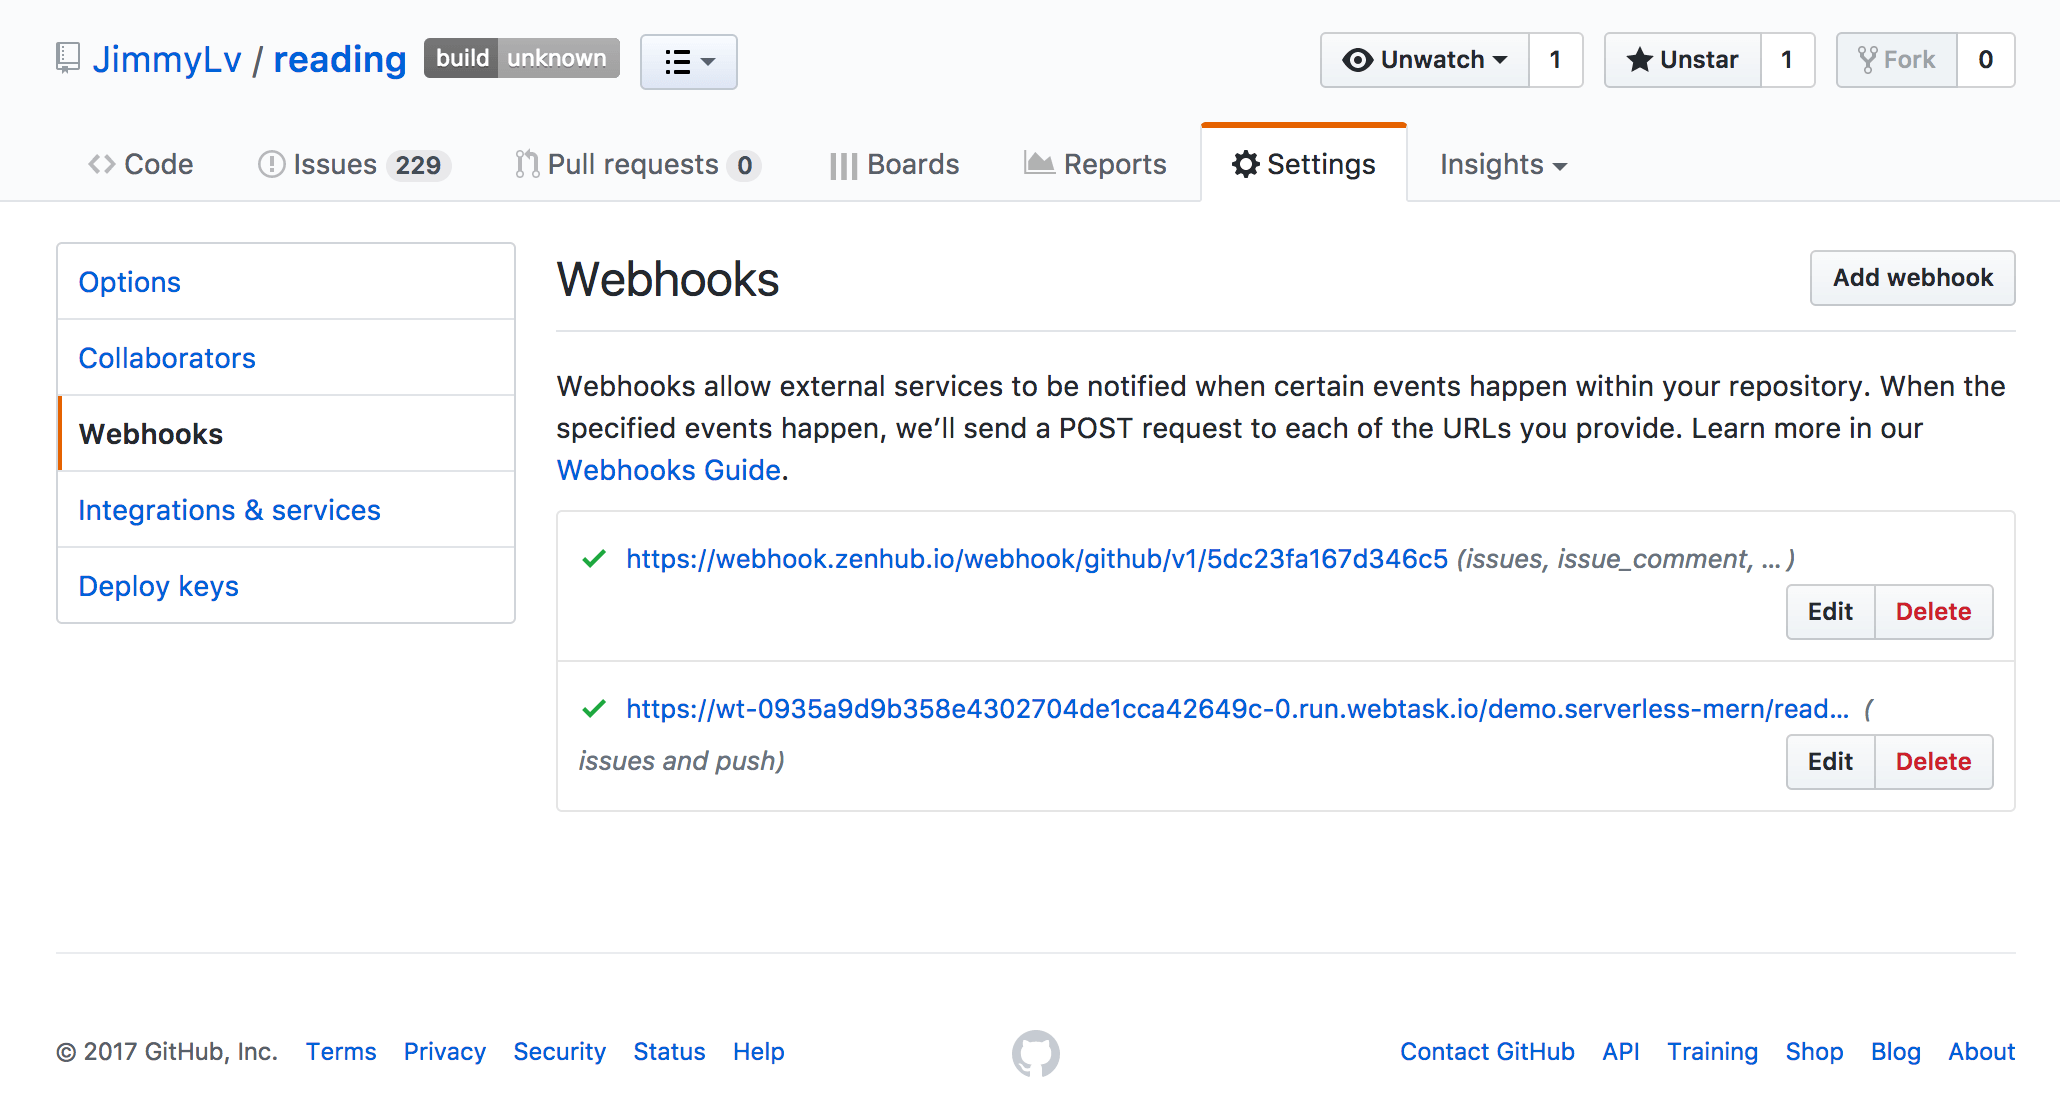 JimmyLv / reading build unknown
Unwatch 1 Unstar 1 Fork 0
Code Issues 229 Pull requests 0 Boards Reports Settings Insights
Options
Collaborators
Webhooks
Integrations & services
Deploy keys
Webhooks
Add webhook
Webhooks allow external services to be notified when certain events happen within your repository. When the
specified events happen, we’ll send a POST request to each of the URLs you provide. Learn more in our
Webhooks Guide.
https://webhook.zenhub.io/webhook/github/v1/5dc23fa167d346c5 (issues, issue_comment, … )
Edit Delete
https://wt-0935a9d9b358e4302704de1cca42649c-0.run.webtask.io/demo.serverless-mern/read… (
issues and push)
Edit Delete
© 2017 GitHub, Inc. Terms Privacy Security Status Help
Contact GitHub API Training Shop Blog About